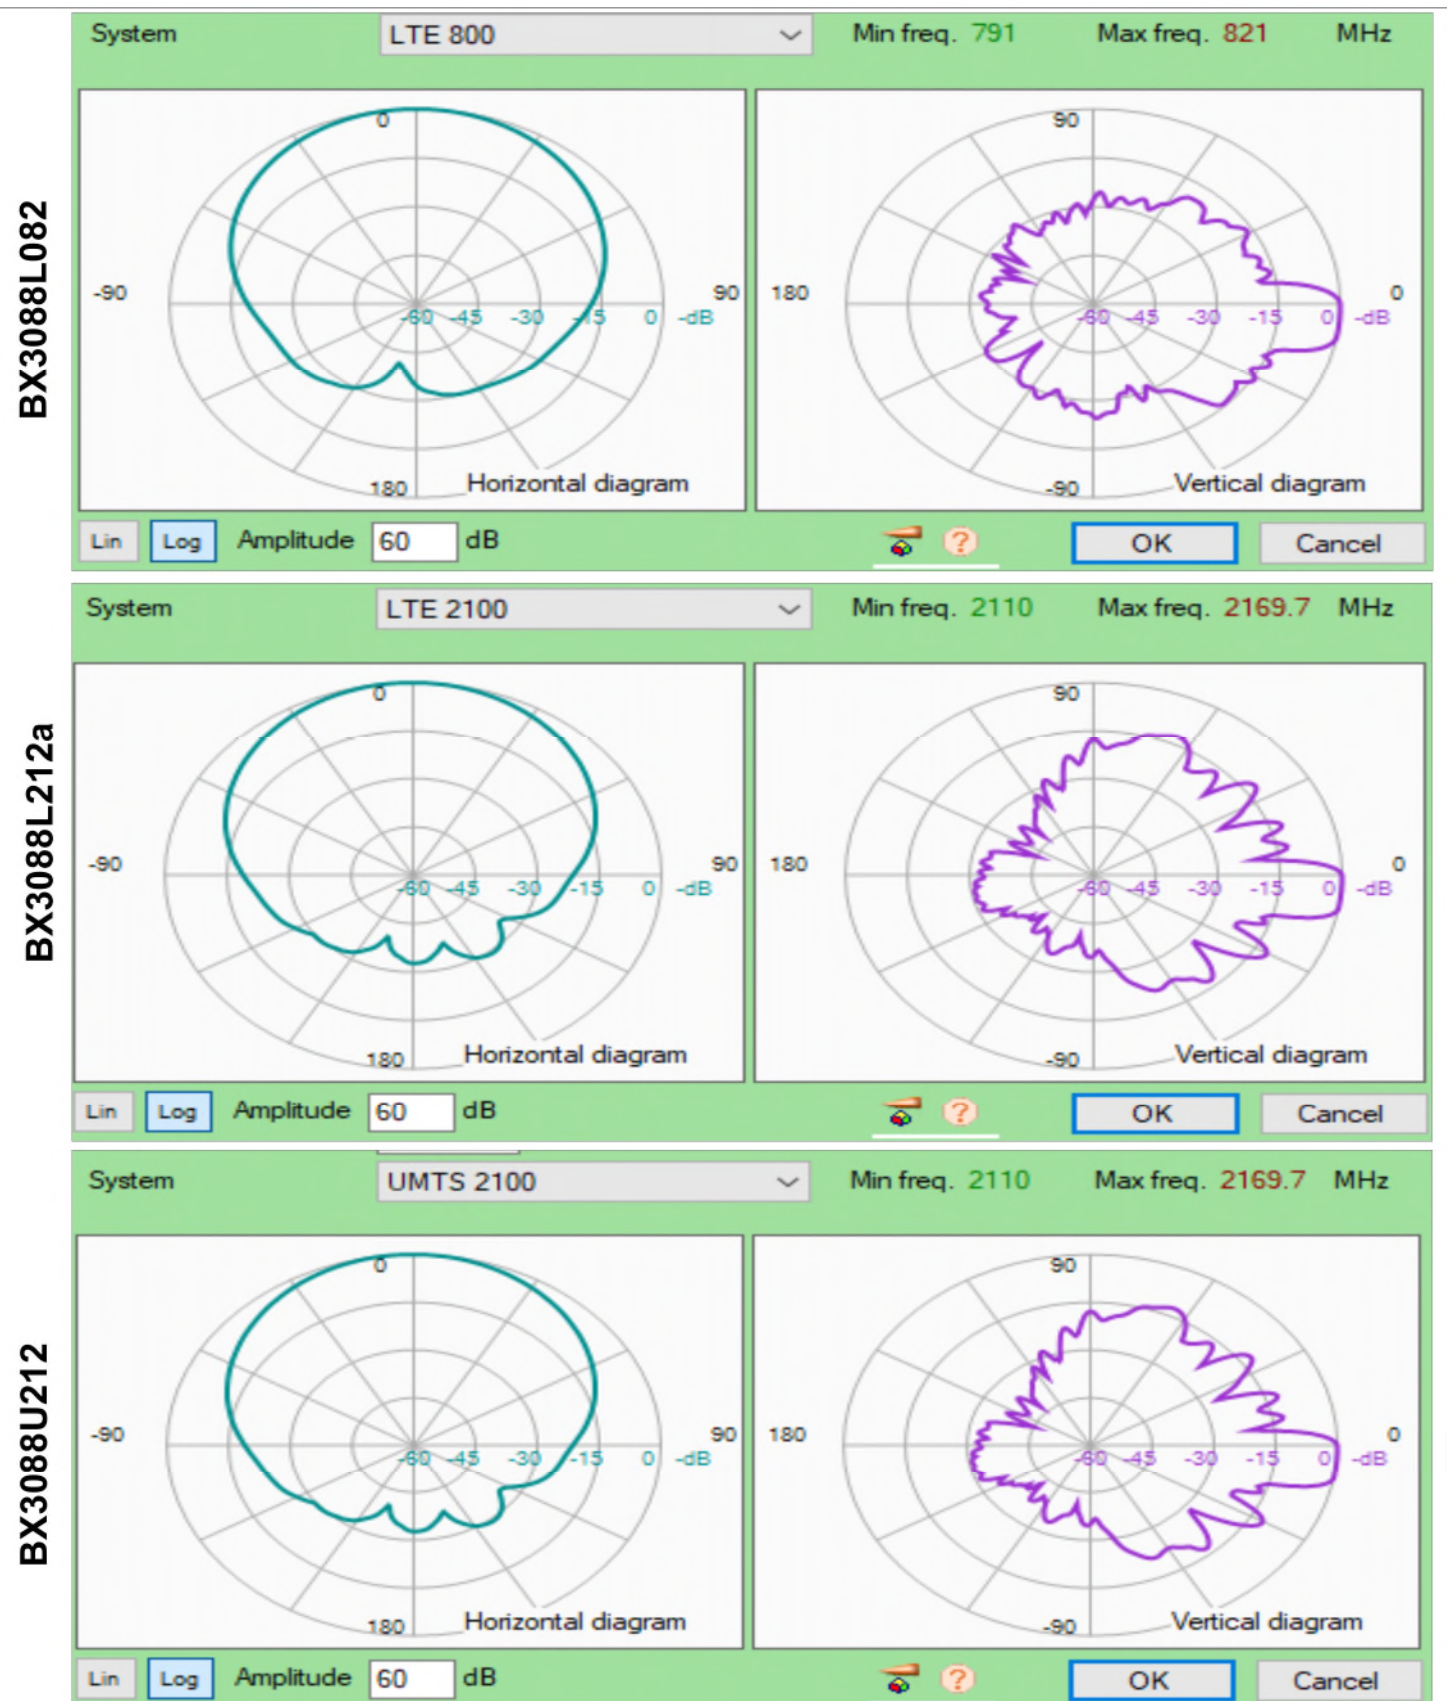 BX3088L082
System LTE 800 Min freq. 791 Max freq. 821 MHz
0 90
-90 90 180 0
-60 -45 -30 -15 0 -dB -60 -45 -30 -15 0 -dB
180 Horizontal diagram -90 Vertical diagram
Lin Log Amplitude 60 dB ? OK Cancel
BX3088L212a
System LTE 2100 Min freq. 2110 Max freq. 2169.7 MHz
0 90
-90 90 180 0
-60 -45 -30 -15 0 -dB -60 -45 -30 -15 0 -dB
180 Horizontal diagram -90 Vertical diagram
Lin Log Amplitude 60 dB ? OK Cancel
BX3088U212
System UMTS 2100 Min freq. 2110 Max freq. 2169.7 MHz
0 90
-90 90 180 0
-60 -45 -30 -15 0 -dB -60 -45 -30 -15 0 -dB
180 Horizontal diagram -90 Vertical diagram
Lin Log Amplitude 60 dB ? OK Cancel